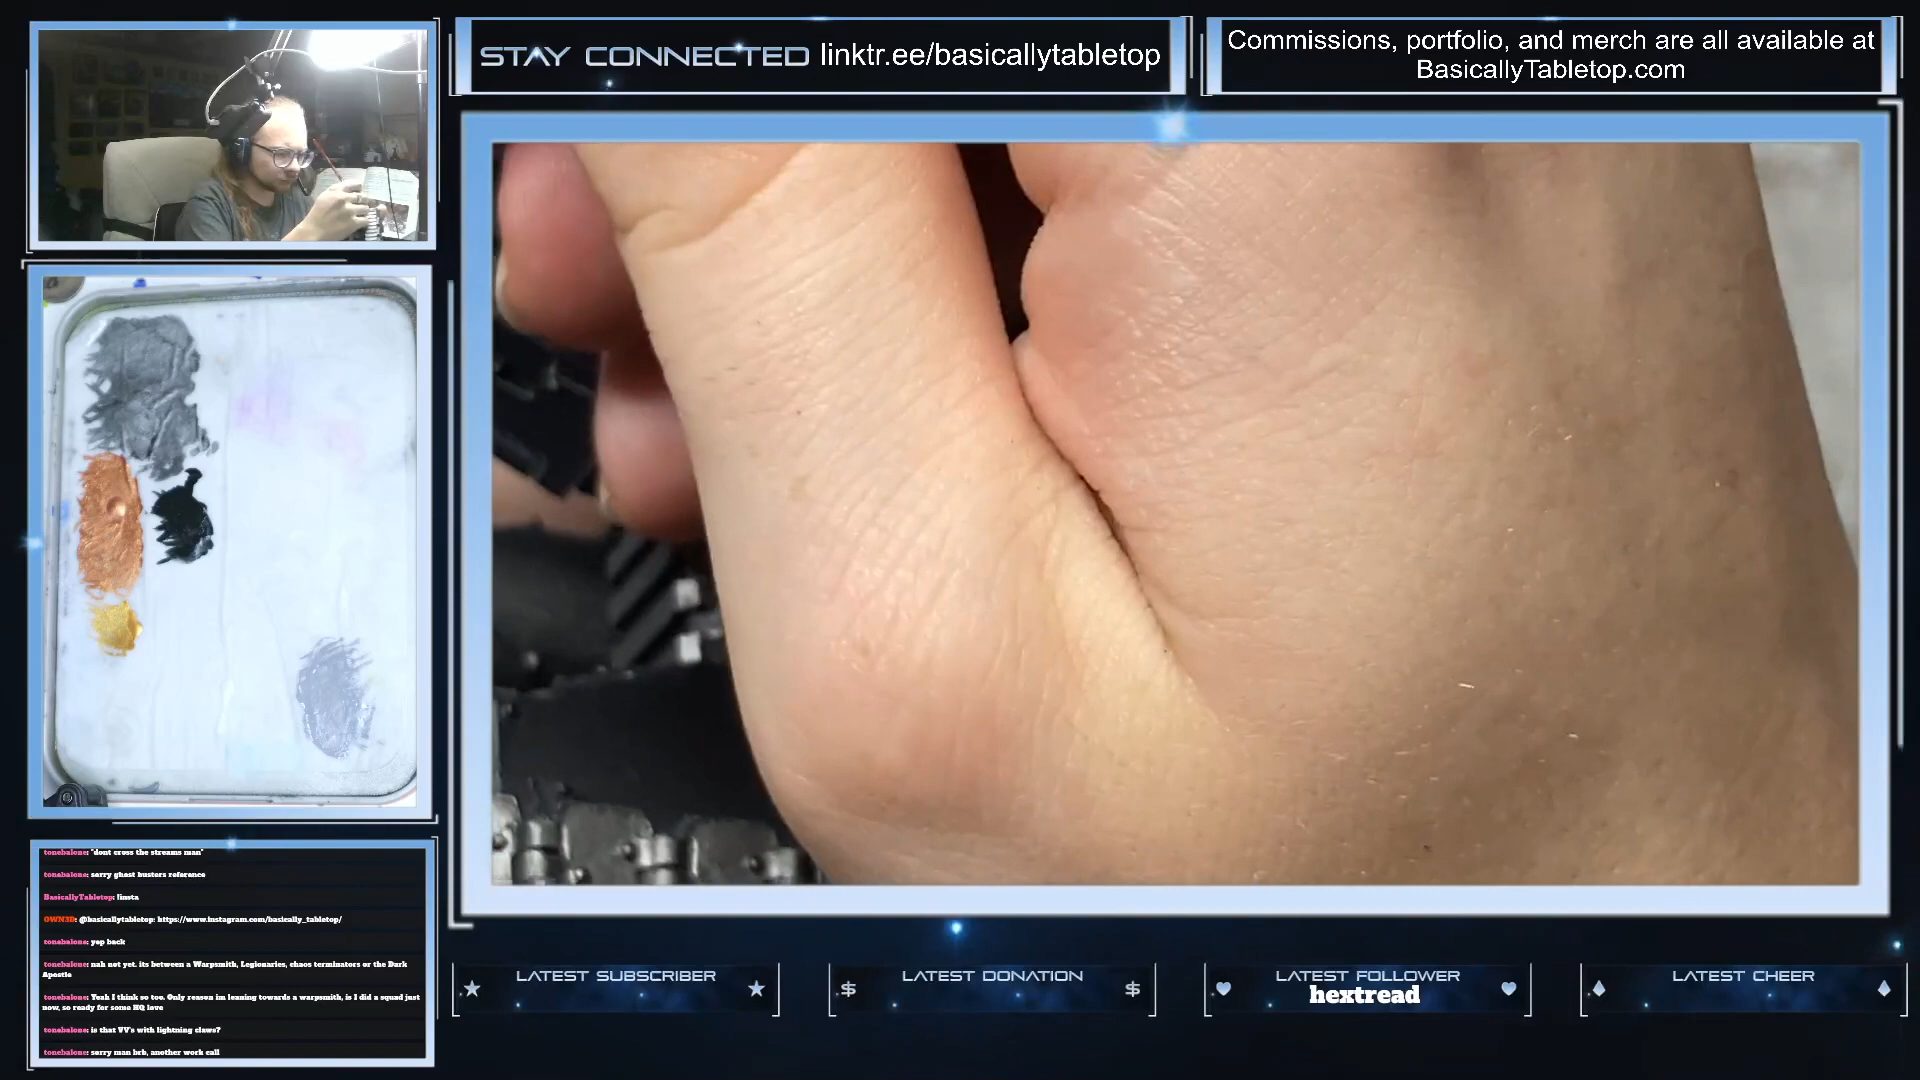 STAY CONNECTED linktr.ee/basicallytabletop
Commissions, portfolio, and merch are all available at
BasicallyTabletop.com
tonebalone: "dont cross the streams man"
tonebalone: sorry ghost busters reference
BasicallyTabletop: !insta
OWN3D: @basicallytabletop: https://www.instagram.com/basically_tabletop/
tonebalone: yep back
tonebalone: nah not yet. its between a Warpsmith, Legionaries, chaos terminators or the Dark
Apostle
tonebalone: Yeah I think so too. Only reason im leaning towards a warpsmith, is I did a squad just
now, so ready for some HQ love
tonebalone: is that VV's with lightning claws?
tonebalone: sorry man brb, another work call
LATEST SUBSCRIBER
LATEST DONATION
LATEST FOLLOWER
hextread
LATEST CHEER